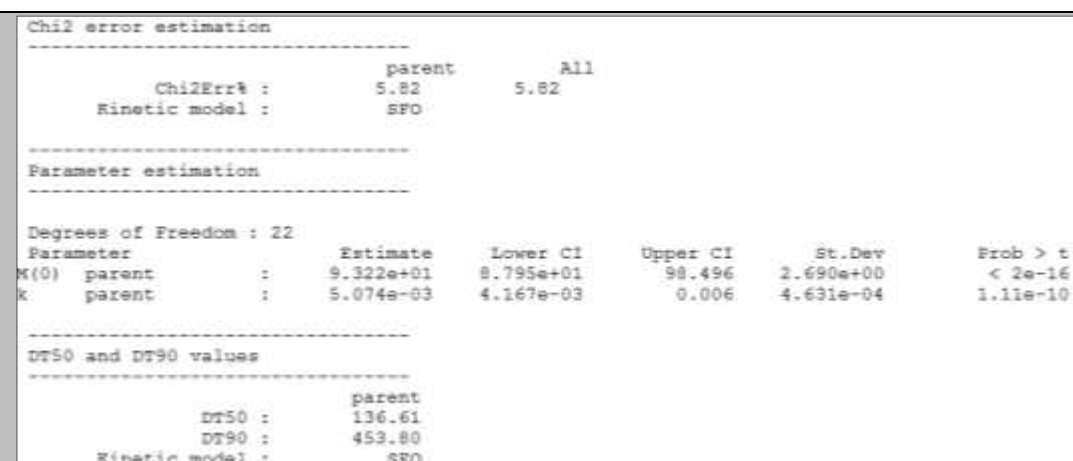 Chi2 error estimation
---------------------------------
parent All
Chi2Err% : 5.82 5.82
Kinetic model : SFO
---------------------------------
Parameter estimation
---------------------------------
Degrees of Freedom : 22
Parameter Estimate Lower CI Upper CI St.Dev Prob > t
M(0) parent : 9.322e+01 8.795e+01 98.496 2.690e+00 < 2e-16
k parent : 5.074e-03 4.167e-03 0.006 4.631e-04 1.11e-10
---------------------------------
DT50 and DT90 values
---------------------------------
parent
DT50 : 136.61
DT90 : 453.80
Kinetic model : SFO